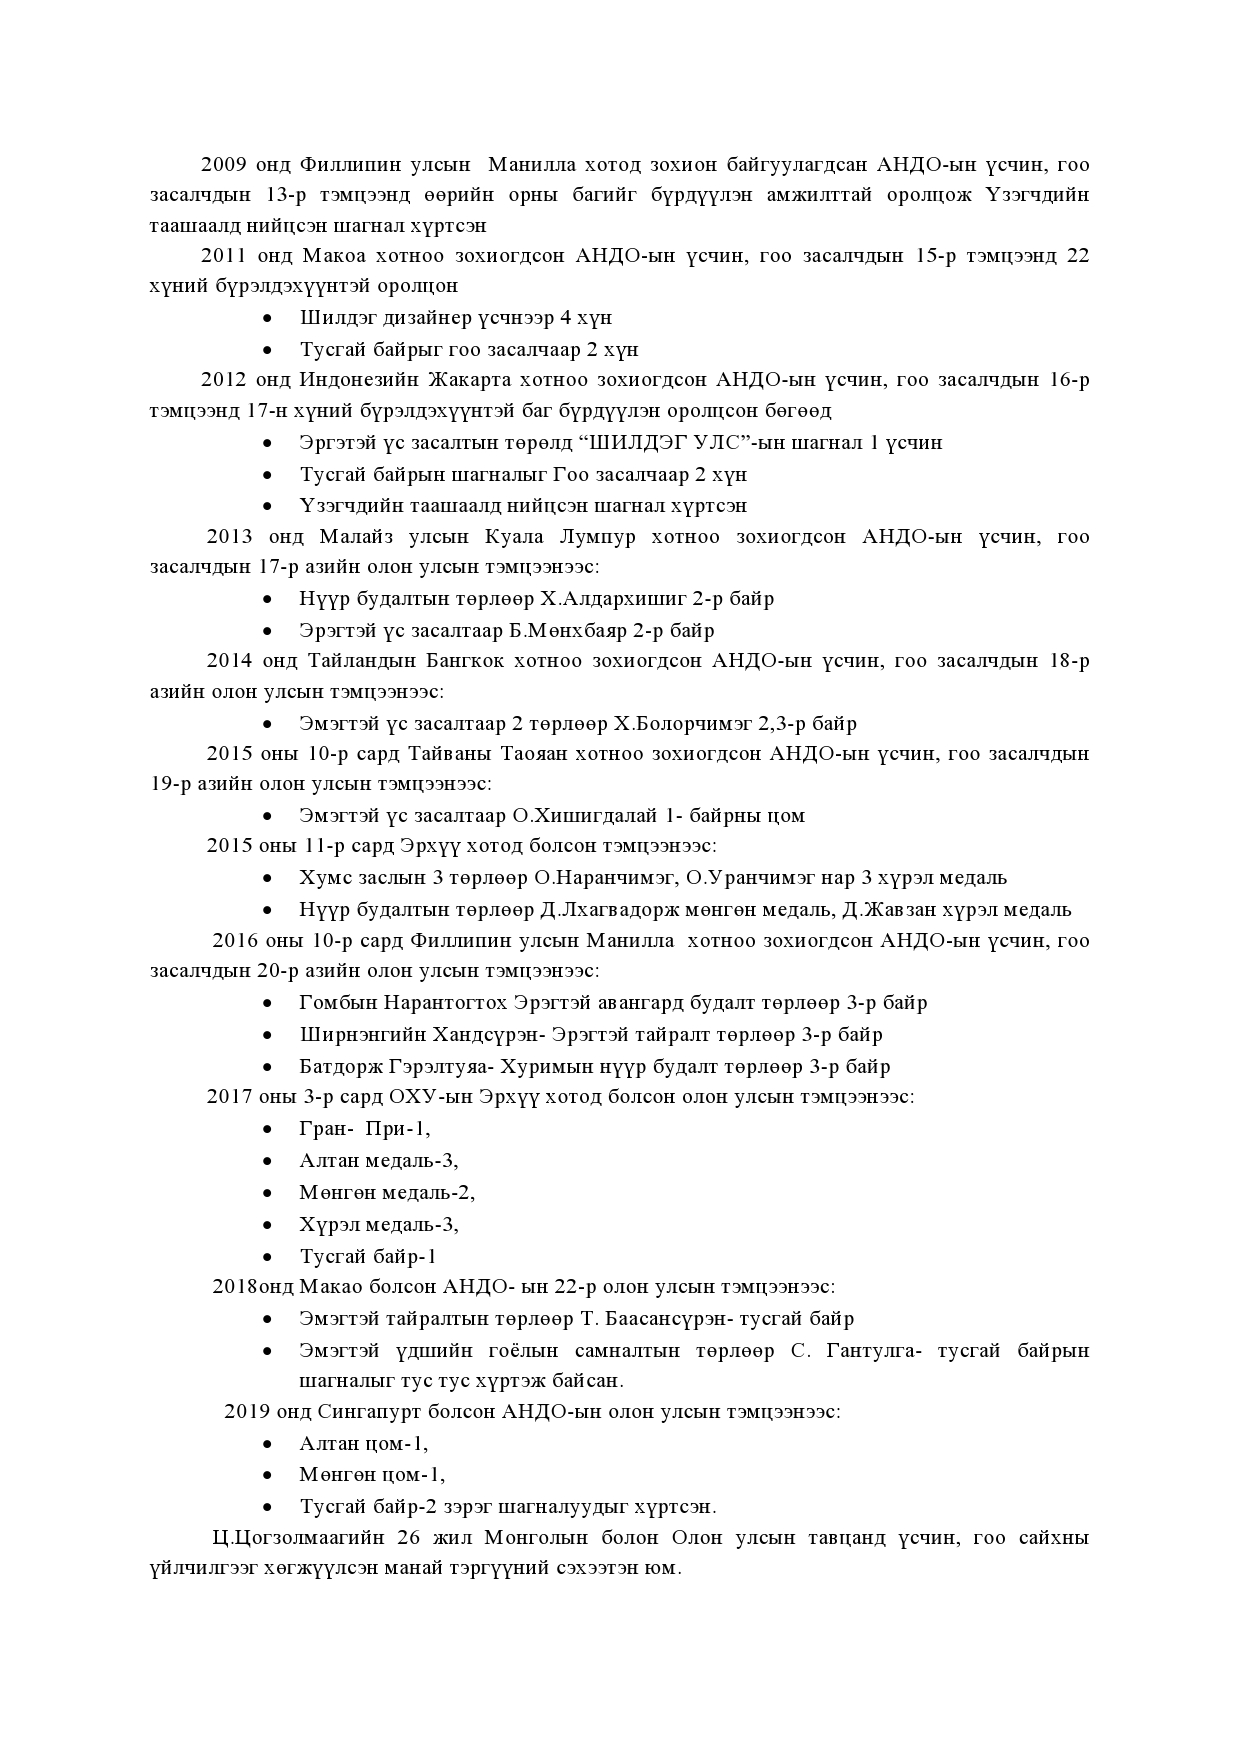 2009 онд Филлипин улсын Манилла хотод зохион байгуулагдсан АНДО-ын үсчин, гоо
засалчдын 13-р тэмцээнд өөрийн орны багийг бүрдүүлэн амжилттай оролцож Үзэгчдийн
таашаалд нийцсэн шагнал хүртсэн
2011 онд Макоа хотноо зохиогдсон АНДО-ын үсчин, гоо засалчдын 15-р тэмцээнд 22
хүний бүрэлдэхүүнтэй оролцон
• Шилдэг дизайнер үсчнээр 4 хүн
• Тусгай байрыг гоо засалчаар 2 хүн
2012 онд Индонезийн Жакарта хотноо зохиогдсон АНДО-ын үсчин, гоо засалчдын 16-р
тэмцээнд 17-н хүний бүрэлдэхүүнтэй баг бүрдүүлэн оролцсон бөгөөд
• Эргэтэй үс засалтын төрөлд “ШИЛДЭГ УЛС”-ын шагнал 1 үсчин
• Тусгай байрын шагналыг Гоо засалчаар 2 хүн
• Үзэгчдийн таашаалд нийцсэн шагнал хүртсэн
2013 онд Малайз улсын Куала Лумпур хотноо зохиогдсон АНДО-ын үсчин, гоо
засалчдын 17-р азийн олон улсын тэмцээнээс:
• Нүүр будалтын төрлөөр Х.Алдархишиг 2-р байр
• Эрэгтэй үс засалтаар Б.Мөнхбаяр 2-р байр
2014 онд Тайландын Бангкок хотноо зохиогдсон АНДО-ын үсчин, гоо засалчдын 18-р
азийн олон улсын тэмцээнээс:
• Эмэгтэй үс засалтаар 2 төрлөөр Х.Болорчимэг 2,3-р байр
2015 оны 10-р сард Тайваны Таоян хотноо зохиогдсон АНДО-ын үсчин, гоо засалчдын
19-р азийн олон улсын тэмцээнээс:
• Эмэгтэй үс засалтаар О.Хишигдалай 1- байрны цом
2015 оны 11-р сард Эрхүү хотод болсон тэмцээнээс:
• Хумс заслын 3 төрлөөр О.Наранчимэг, О.Уранчимэг нар 3 хүрэл медаль
• Нүүр будалтын төрлөөр Д.Лхагвадорж мөнгөн медаль, Д.Жавзан хүрэл медаль
2016 оны 10-р сард Филлипин улсын Манилла хотноо зохиогдсон АНДО-ын үсчин, гоо
засалчдын 20-р азийн олон улсын тэмцээнээс:
• Гомбын Нарантогтох Эрэгтэй авангард будалт төрлөөр 3-р байр
• Ширнэнгийн Хандсүрэн- Эрэгтэй тайралт төрлөөр 3-р байр
• Батдорж Гэрэлтуяа- Хуримын нүүр будалт төрлөөр 3-р байр
2017 оны 3-р сард ОХУ-ын Эрхүү хотод болсон олон улсын тэмцээнээс:
• Гран- При-1,
• Алтан медаль-3,
• Мөнгөн медаль-2,
• Хүрэл медаль-3,
• Тусгай байр-1
2018онд Макао болсон АНДО- ын 22-р олон улсын тэмцээнээс:
• Эмэгтэй тайралтын төрлөөр Т. Баасансүрэн- тусгай байр
• Эмэгтэй үдшийн гоёлын самналтын төрлөөр С. Гантулга- тусгай байрын
шагналыг тус тус хүртэж байсан.
2019 онд Сингапурт болсон АНДО-ын олон улсын тэмцээнээс:
• Алтан цом-1,
• Мөнгөн цом-1,
• Тусгай байр-2 зэрэг шагналуудыг хүртсэн.
Ц.Цогзолмаагийн 26 жил Монголын болон Олон улсын тавцанд үсчин, гоо сайхны
үйлчилгээг хөгжүүлсэн манай тэргүүний сэхээтэн юм.